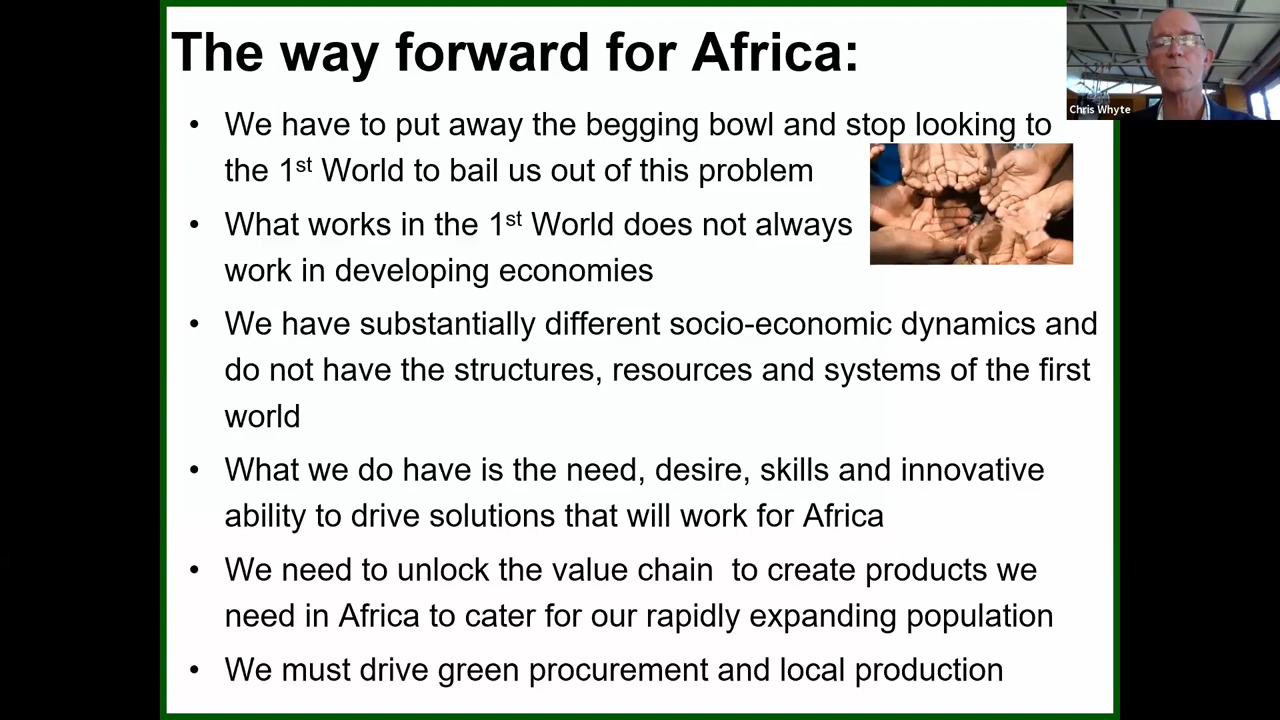 The way forward for Africa:
Chris Whyte
• We have to put away the begging bowl and stop looking to
the 1st World to bail us out of this problem
• What works in the 1st World does not always
work in developing economies
• We have substantially different socio-economic dynamics and
do not have the structures, resources and systems of the first
world
• What we do have is the need, desire, skills and innovative
ability to drive solutions that will work for Africa
• We need to unlock the value chain  to create products we
need in Africa to cater for our rapidly expanding population
• We must drive green procurement and local production